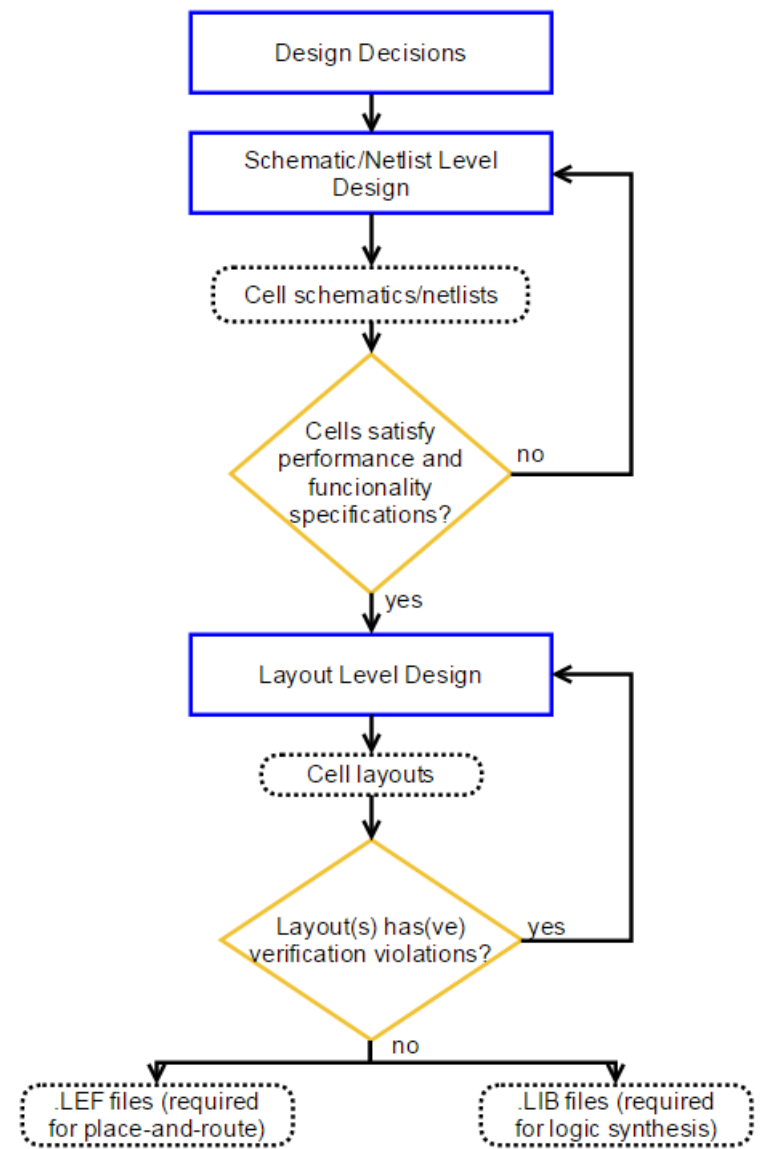 Design Decisions
Schematic/Netlist Level
Design
Cell schematics/netlists
Cells satisfy
performance and
funcionality
specifications?
no
yes
Layout Level Design
Cell layouts
Layout(s) has(ve)
verification violations?
yes
no
.LEF files (required
for place-and-route)
.LIB files (required
for logic synthesis)